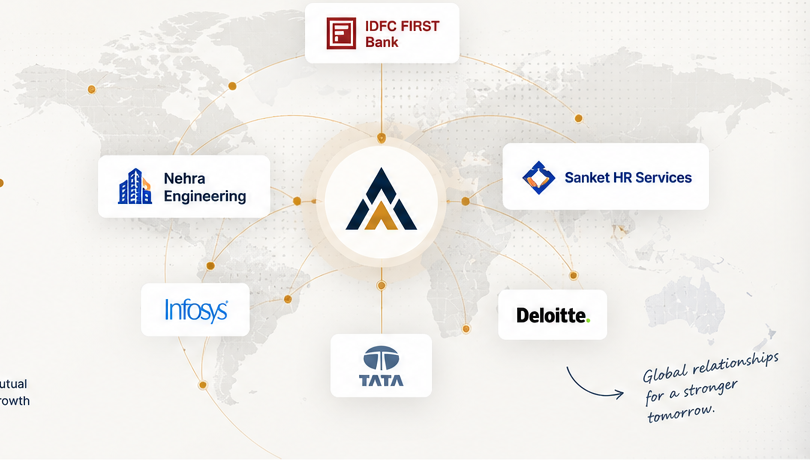 IDFC FIRST
Bank
Nehra
Engineering
Sanket HR Services
Infosys
Deloitte.
TATA
utual
rowth
Global relationships
for a stronger
tomorrow.